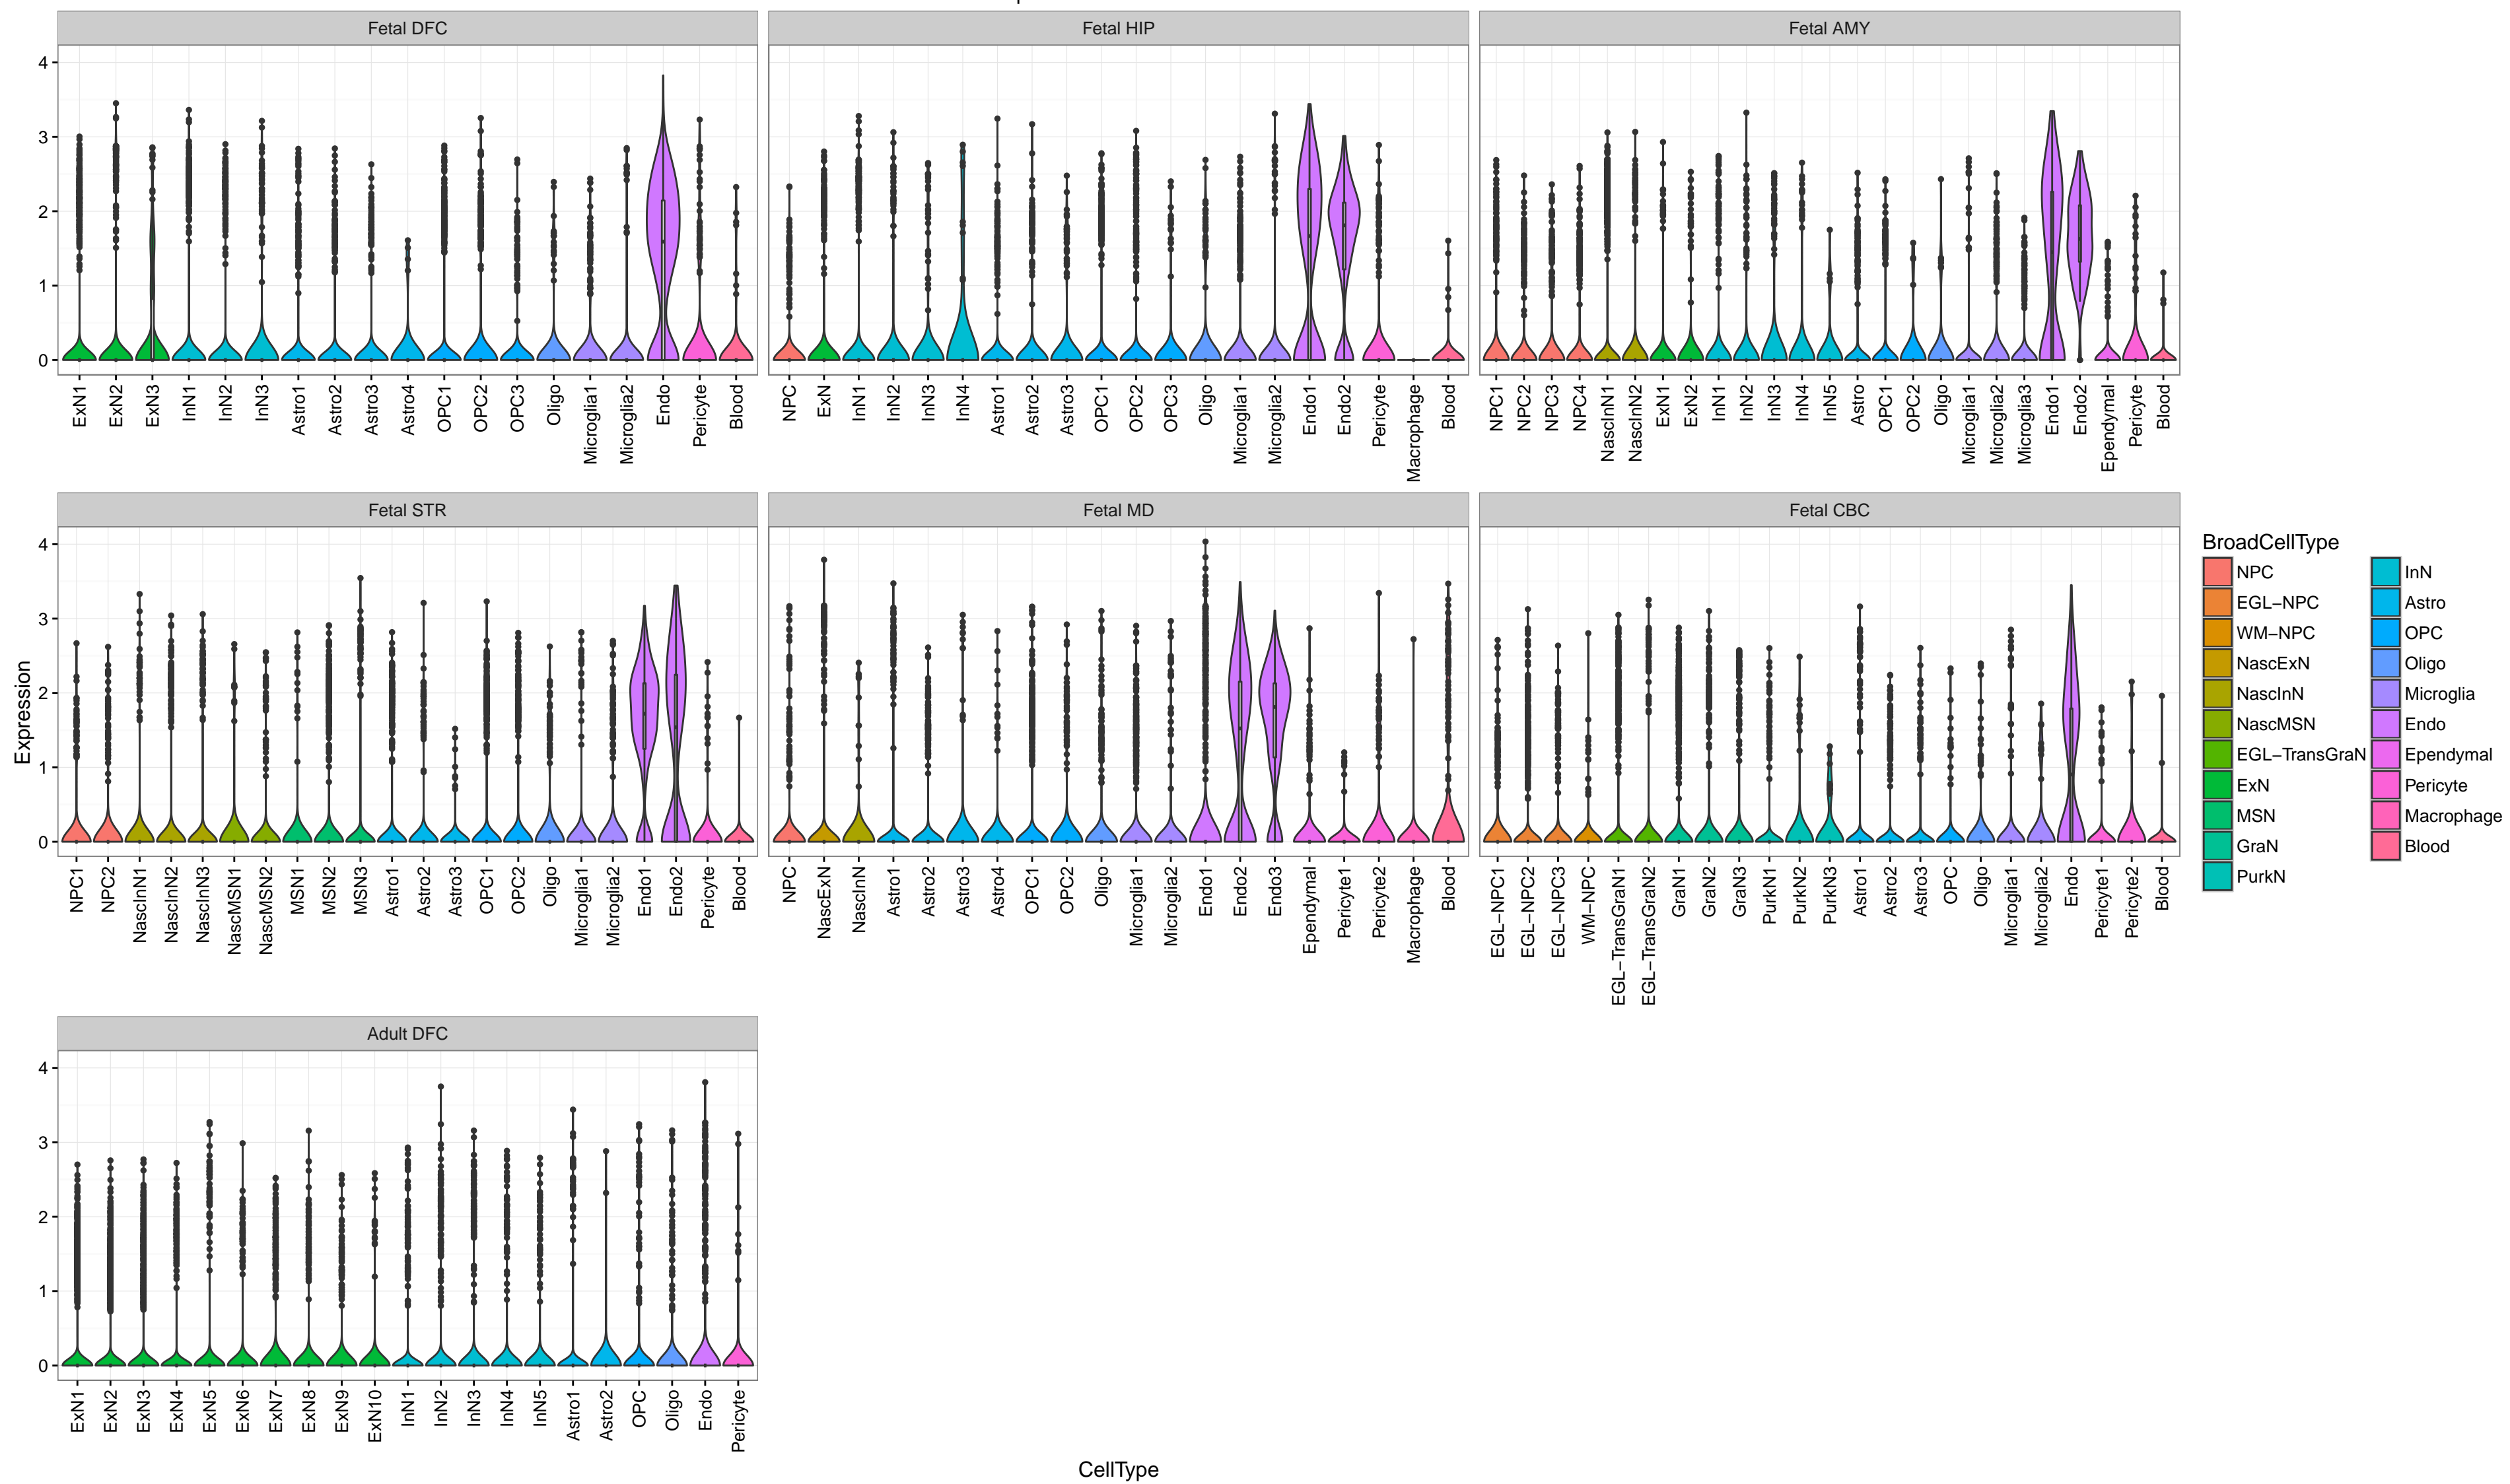 Fetal DFC
Fetal HIP
Fetal AMY
4
3
2
1
0
ExN1 ExN2 ExN3 InN1 InN2 InN3 Astro1 Astro2 Astro3 Astro4 OPC1 OPC2 OPC3 Oligo Microglia1 Microglia2 Endo Pericyte Blood
NPC ExN InN1 InN2 InN3 InN4 Astro1 Astro2 Astro3 OPC1 OPC2 OPC3 Oligo Microglia1 Microglia2 Endo1 Endo2 Pericyte Macrophage Blood
NPC1 NPC2 NPC3 NPC4 NascInN1 NascInN2 ExN1 ExN2 InN1 InN2 InN3 InN4 InN5 Astro OPC1 OPC2 Oligo Microglia1 Microglia2 Microglia3 Endo1 Endo2 Ependymal Pericyte Blood
Fetal STR
Fetal MD
Fetal CBC
Expression
4
3
2
1
0
NPC1 NPC2 NascInN1 NascInN2 NascInN3 NascMSN1 NascMSN2 MSN1 MSN2 MSN3 Astro1 Astro2 Astro3 OPC1 OPC2 Oligo Microglia1 Microglia2 Endo1 Endo2 Pericyte Blood
NPC NascExN NascInN Astro1 Astro2 Astro3 Astro4 OPC1 OPC2 Oligo Microglia1 Microglia2 Endo1 Endo2 Endo3 Ependymal Pericyte1 Pericyte2 Macrophage Blood
EGL−NPC1 EGL−NPC2 EGL−NPC3 WM−NPC EGL−TransGraN1 EGL−TransGraN2 GraN1 GraN2 GraN3 PurkN1 PurkN2 PurkN3 Astro1 Astro2 Astro3 OPC Oligo Microglia1 Microglia2 Endo Pericyte1 Pericyte2 Blood
BroadCellType
NPC
EGL−NPC
WM−NPC
NascExN
NascInN
NascMSN
EGL−TransGraN
ExN
MSN
GraN
PurkN
InN
Astro
OPC
Oligo
Microglia
Endo
Ependymal
Pericyte
Macrophage
Blood
Adult DFC
4
3
2
1
0
ExN1 ExN2 ExN3 ExN4 ExN5 ExN6 ExN7 ExN8 ExN9 ExN10 InN1 InN2 InN3 InN4 InN5 Astro1 Astro2 OPC Oligo Endo Pericyte
CellType